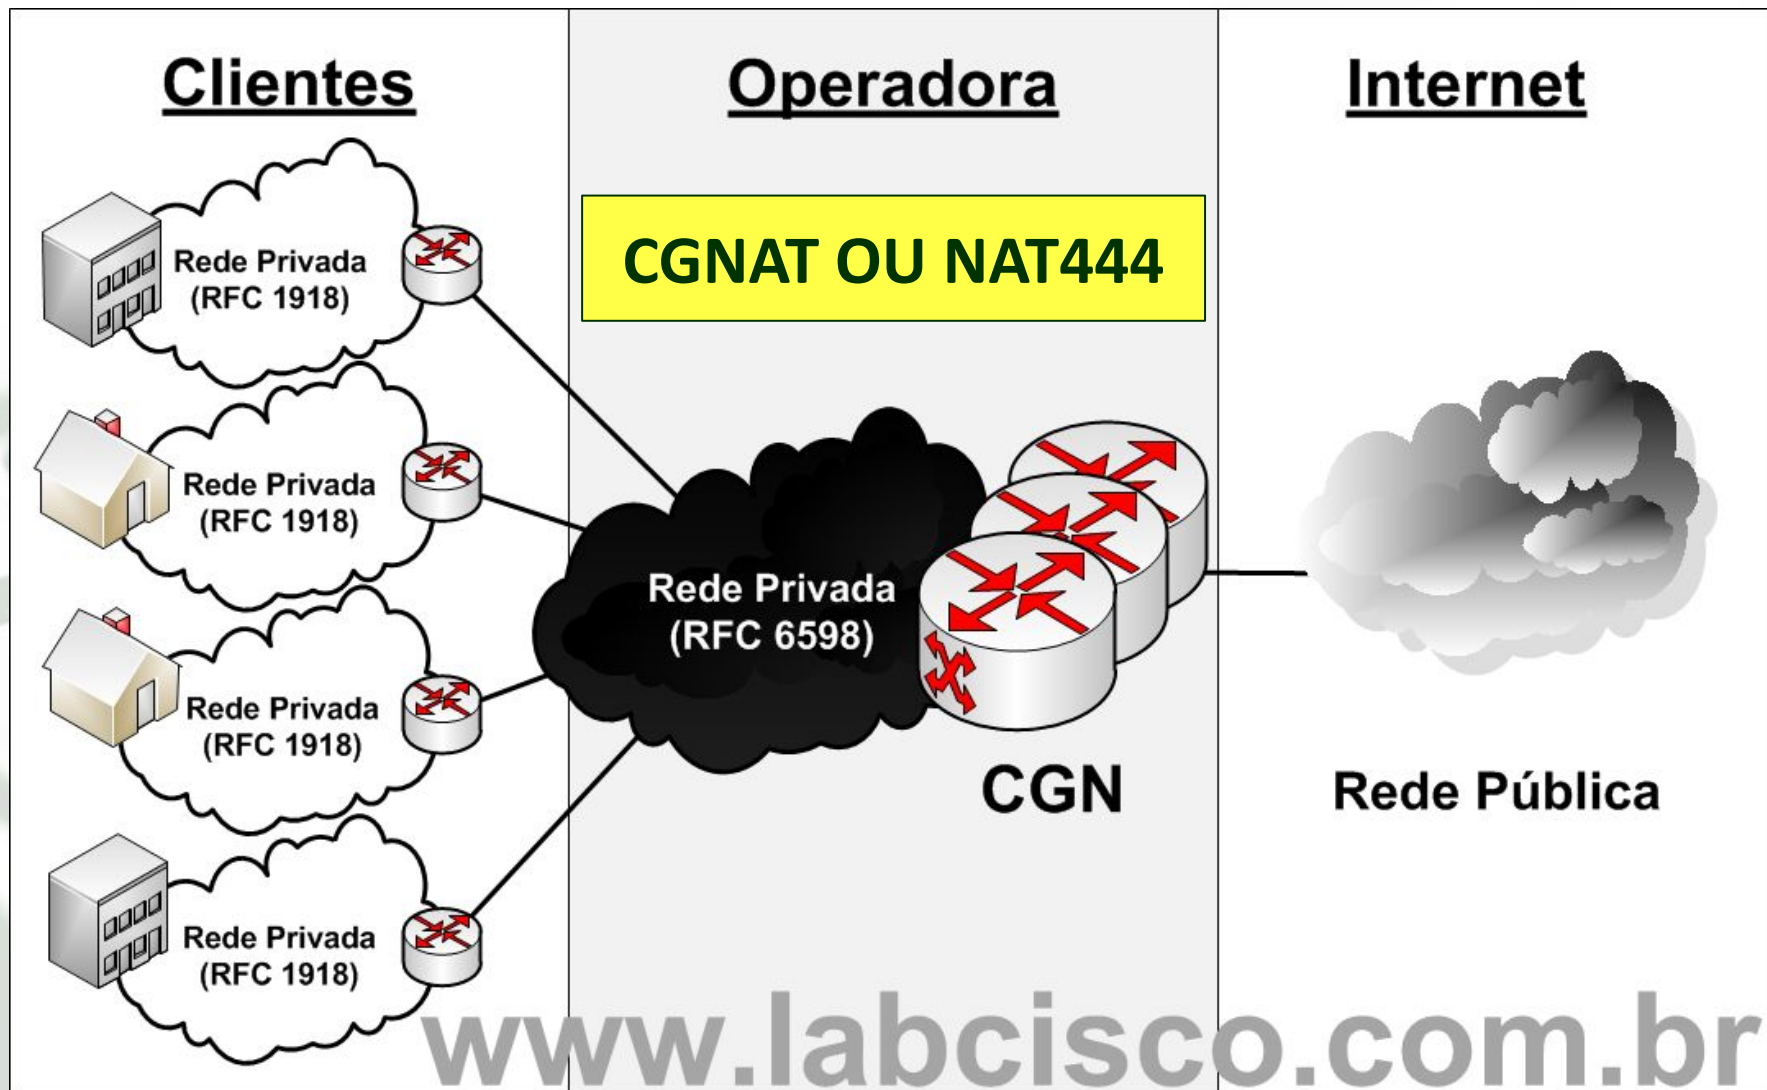 Clientes
Operadora
Internet
CGNAT OU NAT444
Rede Privada
(RFC 1918)
Rede Privada
(RFC 1918)
Rede Privada
(RFC 1918)
Rede Privada
(RFC 1918)
Rede Privada
(RFC 6598)
CGN
Rede Pública
www.labcisco.com.br